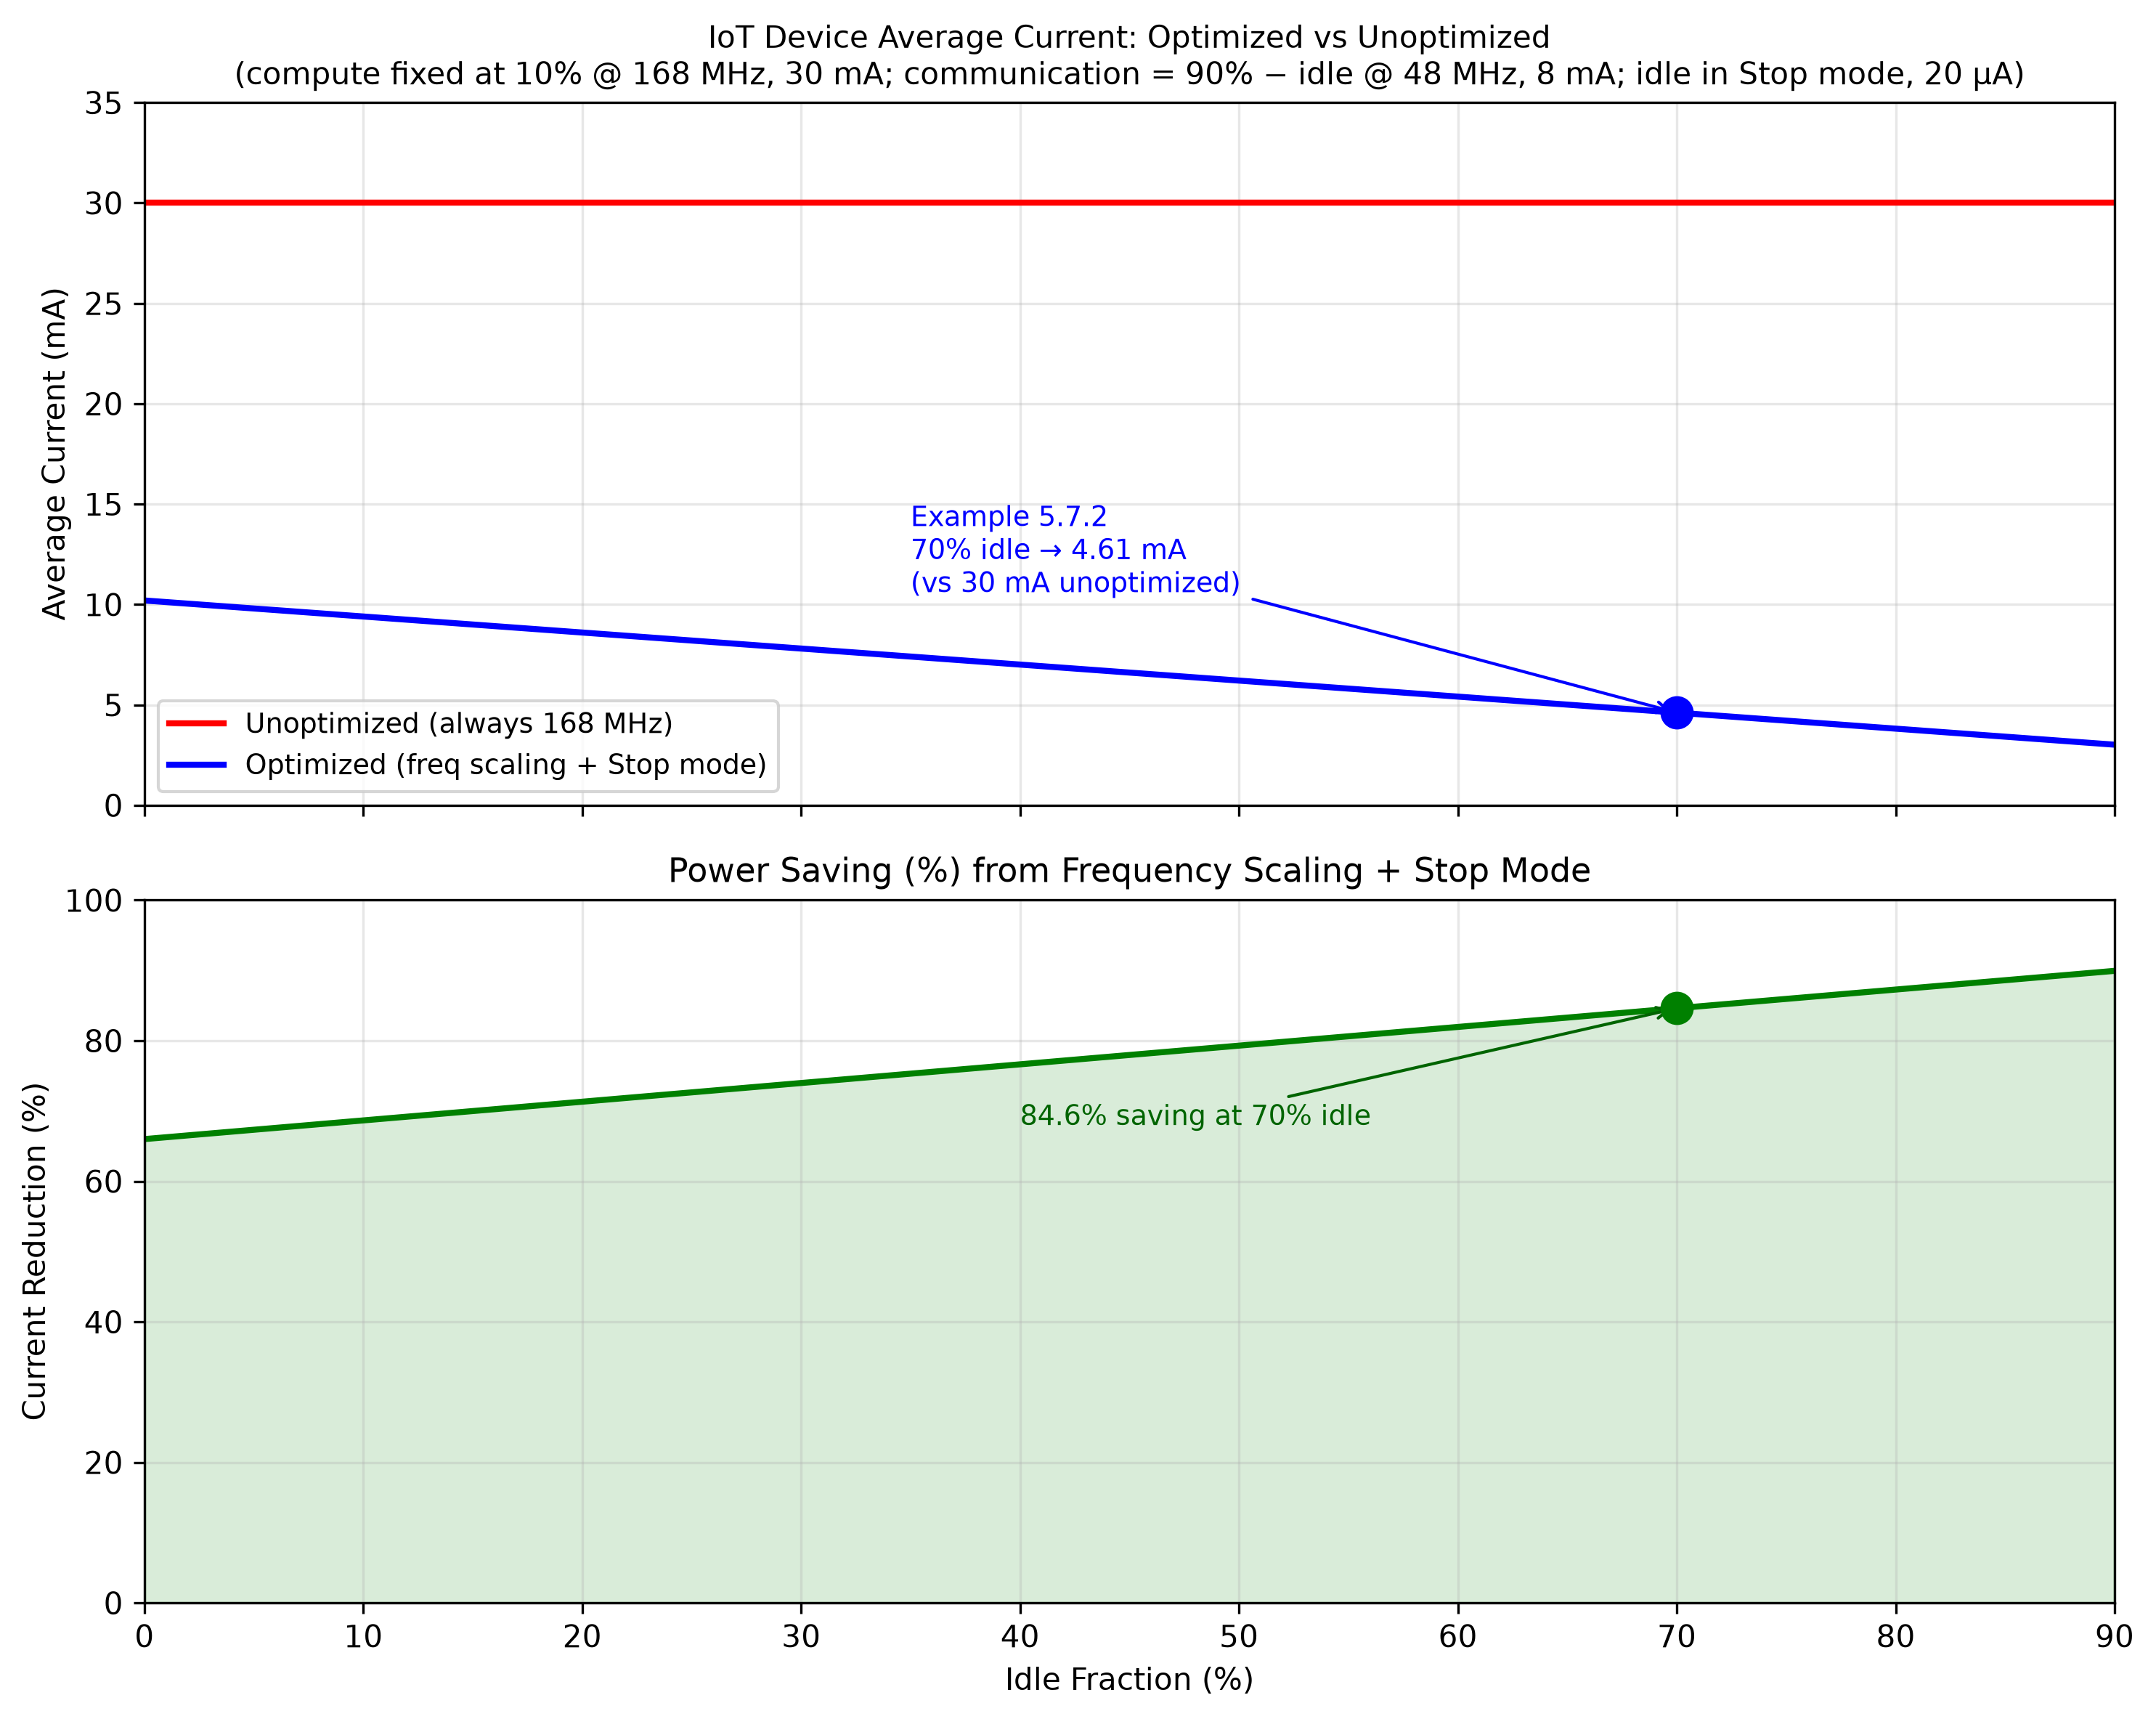 IoT Device Average Current: Optimized vs Unoptimized
(compute fixed at 10% @ 168 MHz, 30 mA; communication = 90% − idle @ 48 MHz, 8 mA; idle in Stop mode, 20 µA)
35
30
25
20
15
10
5
0
Average Current (mA)
Example 5.7.2
70% idle → 4.61 mA
(vs 30 mA unoptimized)
Unoptimized (always 168 MHz)
Optimized (freq scaling + Stop mode)
Power Saving (%) from Frequency Scaling + Stop Mode
100
80
60
40
20
0
Current Reduction (%)
84.6% saving at 70% idle
0 10 20 30 40 50 60 70 80 90
Idle Fraction (%)